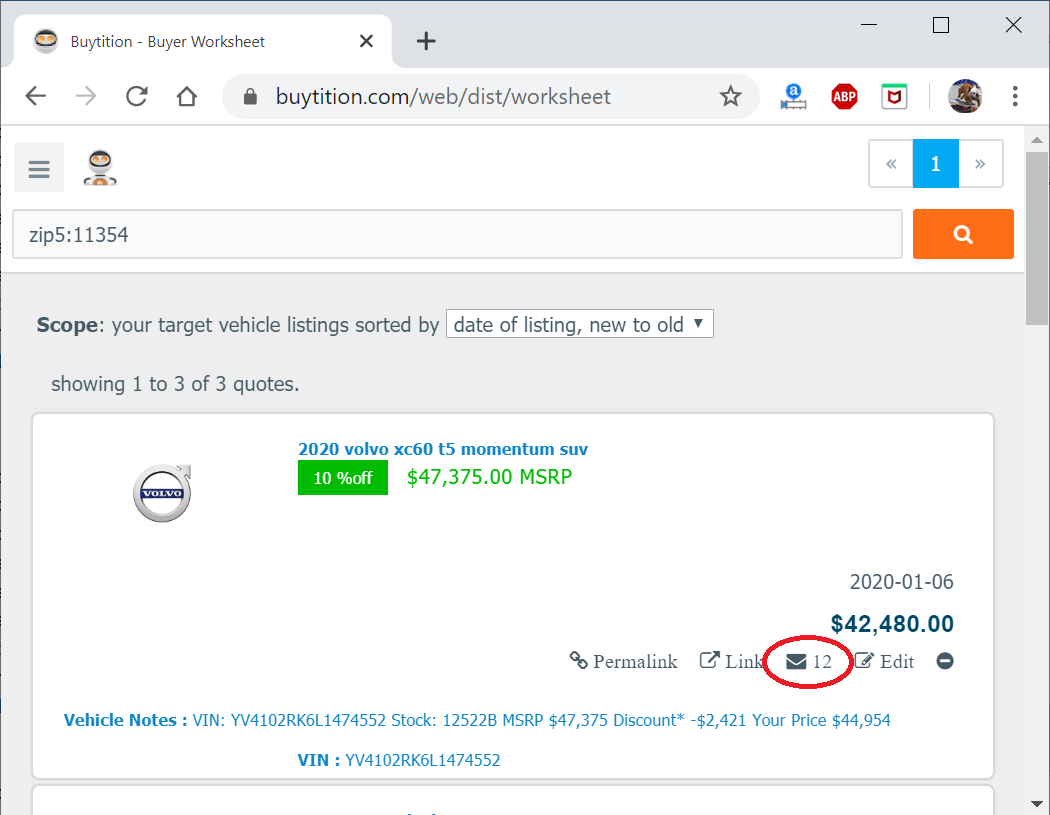 Buytition - Buyer Worksheet
buytition.com/web/dist/worksheet
a
ABP
« 1 »
zip5:11354
Scope: your target vehicle listings sorted by date of listing, new to old
showing 1 to 3 of 3 quotes.
2020 volvo xc60 t5 momentum suv
10 %off $47,375.00 MSRP
VOLVO
2020-01-06
$42,480.00
Permalink Link 12 Edit
Vehicle Notes : VIN: YV4102RK6L1474552 Stock: 12522B MSRP $47,375 Discount* -$2,421 Your Price $44,954
VIN : YV4102RK6L1474552